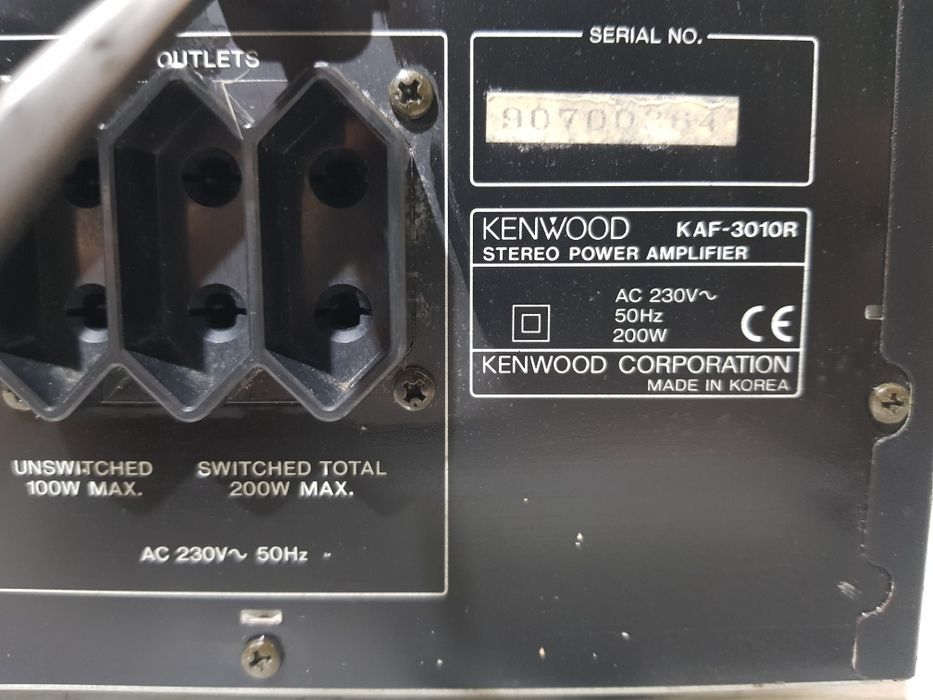 OUTLETS
UNSWITCHED
100W MAX.
SWITCHED TOTAL
200W MAX.
AC 230V～ 50Hz
SERIAL NO.
KENWOOD KAF-3010R
STEREO POWER AMPLIFIER
AC 230V～
50Hz
200W
CE
KENWOOD CORPORATION
MADE IN KOREA